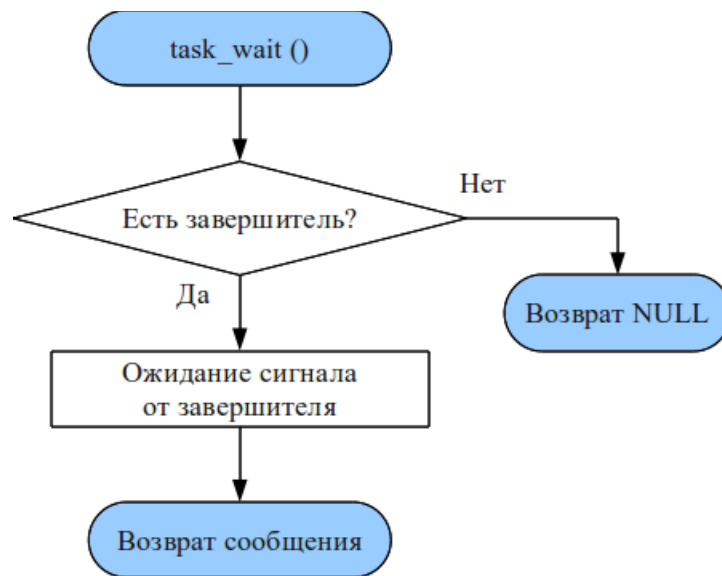 task_wait ()
Есть завершитель?
Нет
Да
Возврат NULL
Ожидание сигнала
от завершителя
Возврат сообщения